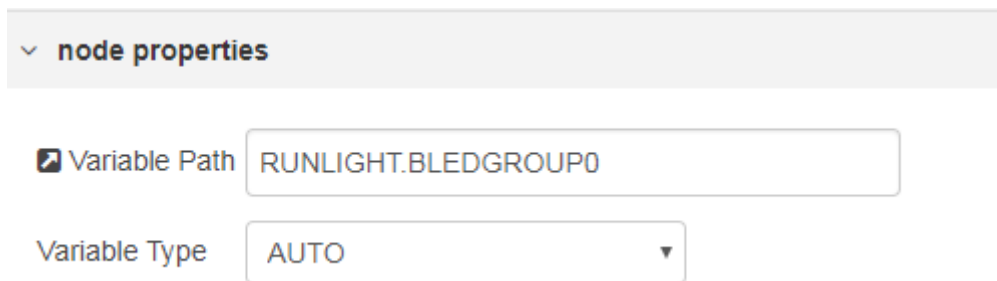 node properties
Variable Path RUNLIGHT.BLEDGROUP0
Variable Type AUTO